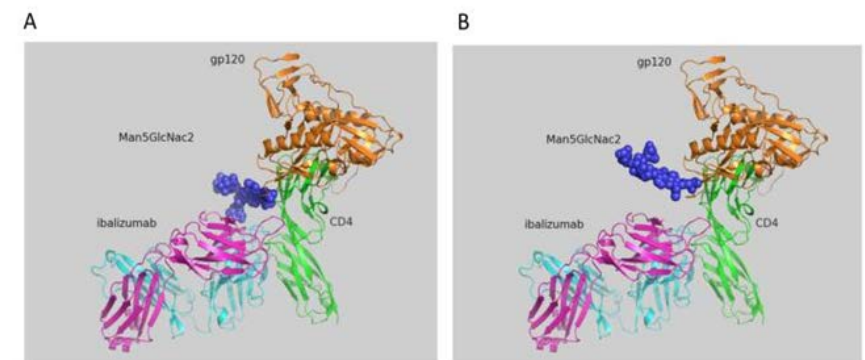 A
B
gp120
Man5GlcNac2
ibalizumab
CD4
gp120
Man5GlcNac2
ibalizumab
CD4